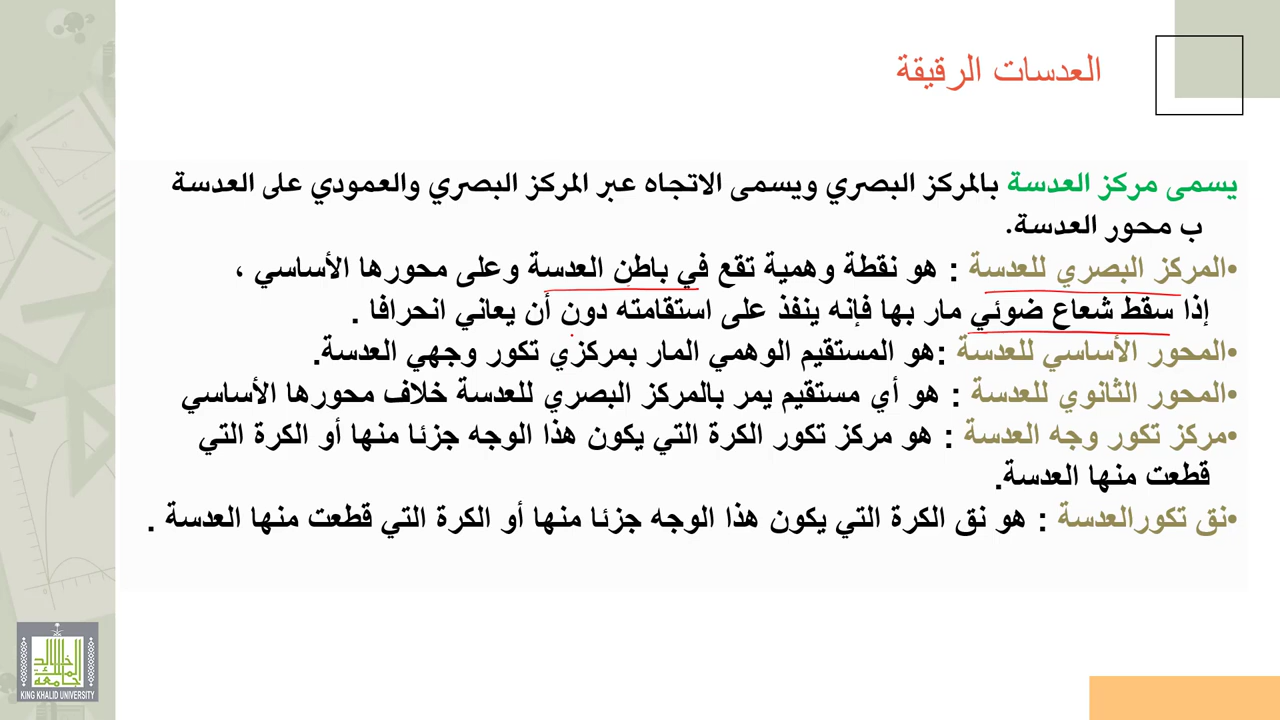 العدسات الرقيقة
يسمى مركز العدسة بالمركز البصري ويسمى الاتجاه عبر المركز البصري والعمودي على العدسة
ب محور العدسة.
•المركز البصري للعدسة : هو نقطة وهمية تقع في باطن العدسة وعلى محورها الأساسي ،
إذا سقط شعاع ضوئي مار بها فإنه ينفذ على استقامته دون أن يعاني انحرافا .
•المحور الأساسي للعدسة :هو المستقيم الوهمي المار بمركزي تكور وجهي العدسة.
•المحور الثانوي للعدسة : هو أي مستقيم يمر بالمركز البصري للعدسة خلاف محورها الأساسي
•مركز تكور وجه العدسة : هو مركز تكور الكرة التي يكون هذا الوجه جزئا منها أو الكرة التي
قطعت منها العدسة.
•نق تكورالعدسة : هو نق الكرة التي يكون هذا الوجه جزئا منها أو الكرة التي قطعت منها العدسة .
جامعة الملك خالد
KING KHALID UNIVERSITY